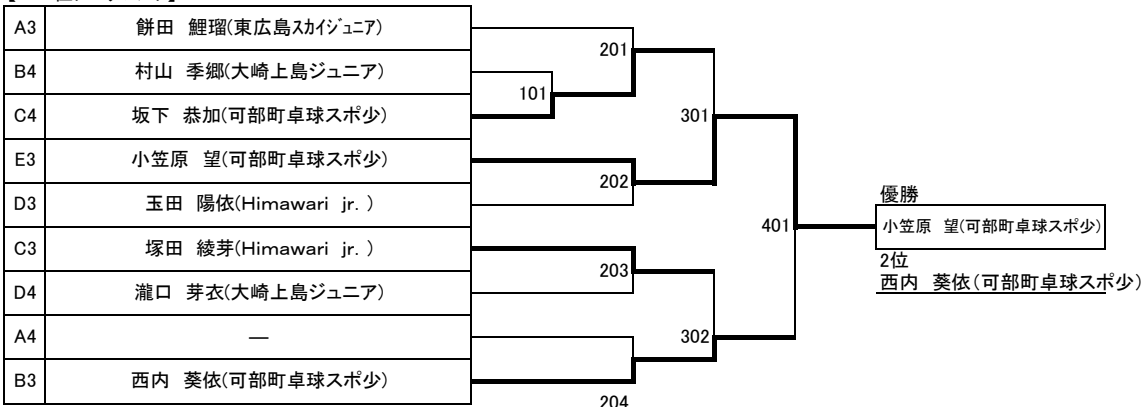 A3 餅田 鯉瑠(東広島スカイジュニア)
B4 村山 季郷(大崎上島ジュニア)
C4 坂下 恭加(可部町卓球スポ少)
E3 小笠原 望(可部町卓球スポ少)
D3 玉田 陽依(Himawari jr. )
C3 塚田 綾芽(Himawari jr. )
D4 瀧口 芽衣(大崎上島ジュニア)
A4 ―
B3 西内 葵依(可部町卓球スポ少)
101
201
202
203
204
301
302
401
優勝
小笠原 望(可部町卓球スポ少)
2位
西内 葵依(可部町卓球スポ少)